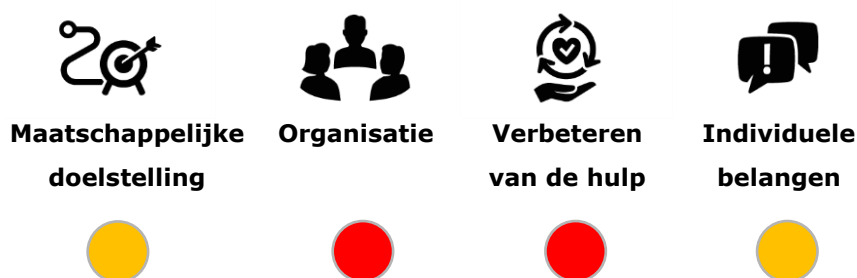 Maatschappelijke doelstelling
Organisatie
Verbeteren van de hulp
Individuele belangen